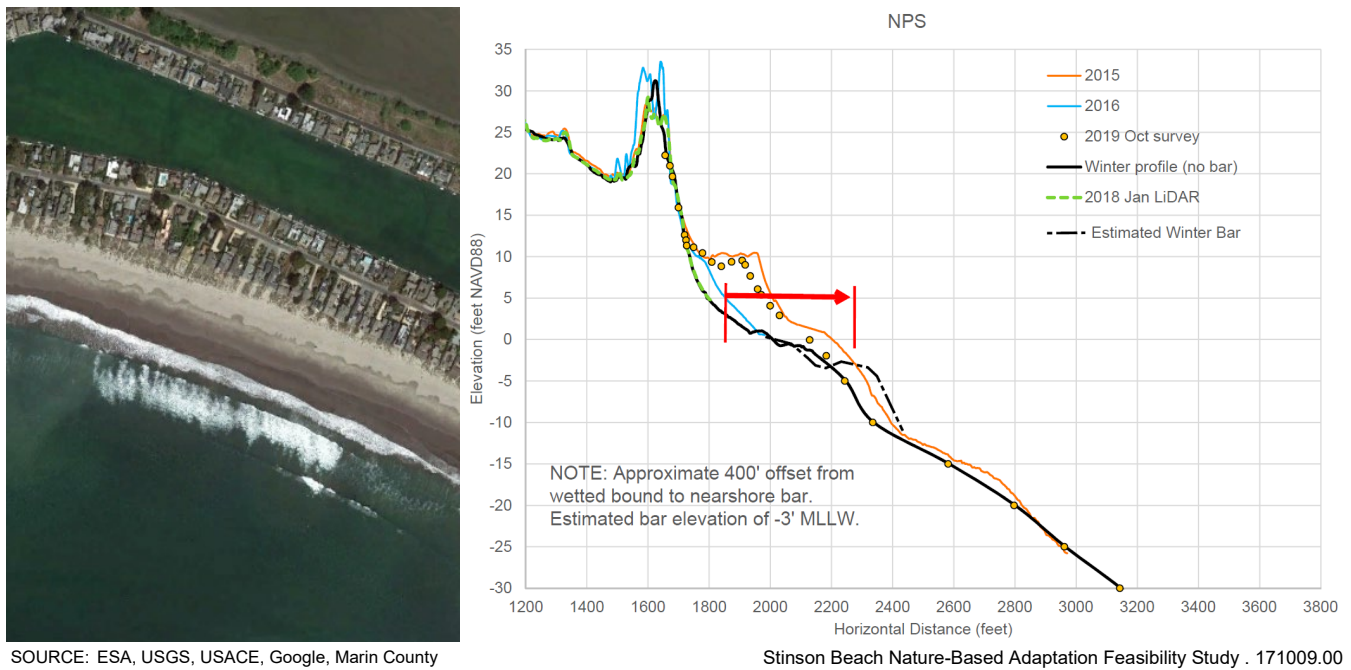 NPS
35
30
25
20
15
10
5
0
-5
-10
-15
-20
-25
-30
Elevation (feet NAVD88)
2015
2016
2019 Oct survey
Winter profile (no bar)
2018 Jan LiDAR
Estimated Winter Bar
NOTE: Approximate 400' offset from
wetted bound to nearshore bar.
Estimated bar elevation of -3' MLLW.
1200 1400 1600 1800 2000 2200 2400 2600 2800 3000 3200 3400 3600 3800
Horizontal Distance (feet)
SOURCE: ESA, USGS, USACE, Google, Marin County
Stinson Beach Nature-Based Adaptation Feasibility Study . 171009.00